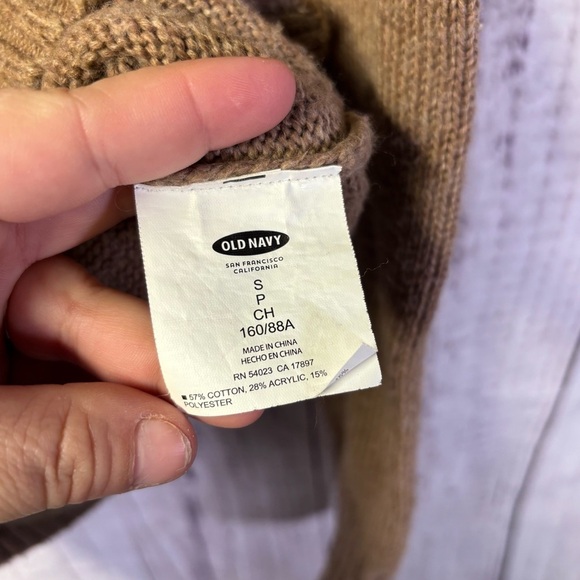 OLD NAVY
SAN FRANCISCO
CALIFORNIA
S
P
CH
160/88A
MADE IN CHINA
HECHO EN CHINA
RN 54023 CA 17897
57% COTTON, 28% ACRYLIC, 15%
POLYESTER